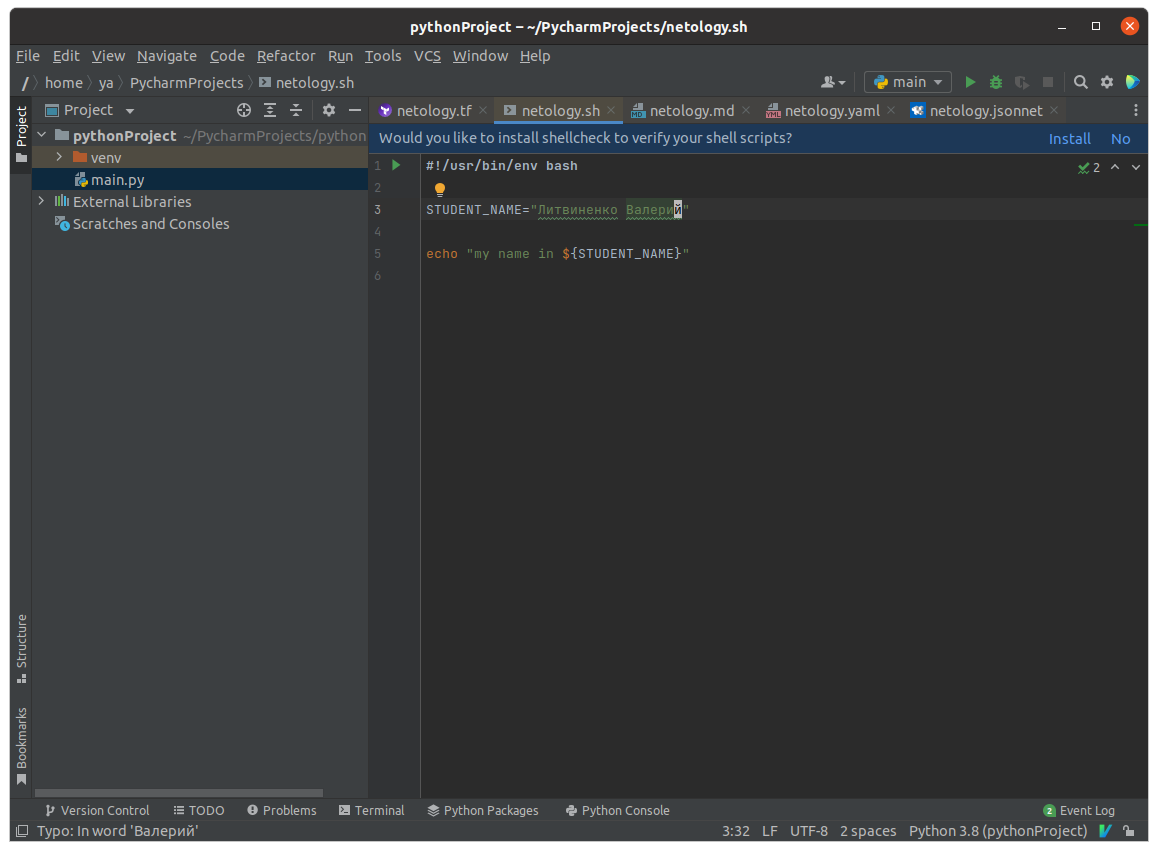 pythonProject – ~/PycharmProjects/netology.sh
File Edit View Navigate Code Refactor Run Tools VCS Window Help
/ home ya PycharmProjects netology.sh main
Project
Project
netology.tf netology.sh netology.md netology.yaml netology.jsonnet
pythonProject ~/PycharmProjects/python
Would you like to install shellcheck to verify your shell scripts? Install No
venv
main.py
External Libraries
Scratches and Consoles
1 #!/usr/bin/env bash
2
2
3 STUDENT_NAME="Литвиненко Валерий"
4
5 echo "my name in ${STUDENT_NAME}"
6
Structure
Bookmarks
Version Control TODO Problems Terminal Python Packages Python Console 2 Event Log
Typo: In word 'Валерий' 3:32 LF UTF-8 2 spaces Python 3.8 (pythonProject)